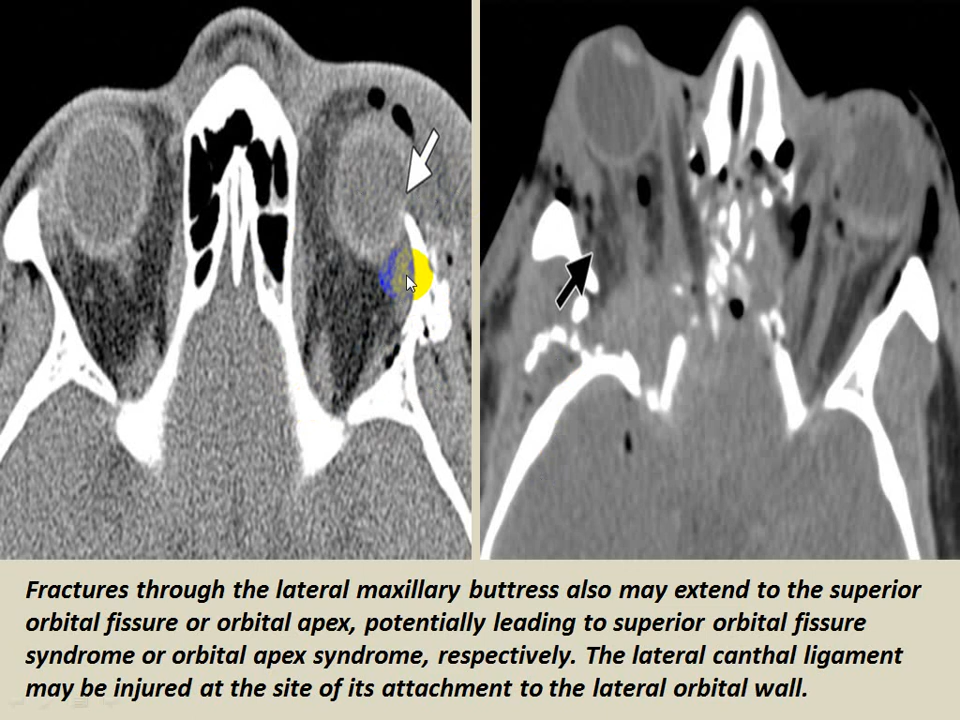 Fractures through the lateral maxillary buttress also may extend to the superior
orbital fissure or orbital apex, potentially leading to superior orbital fissure
syndrome or orbital apex syndrome, respectively. The lateral canthal ligament
may be injured at the site of its attachment to the lateral orbital wall.